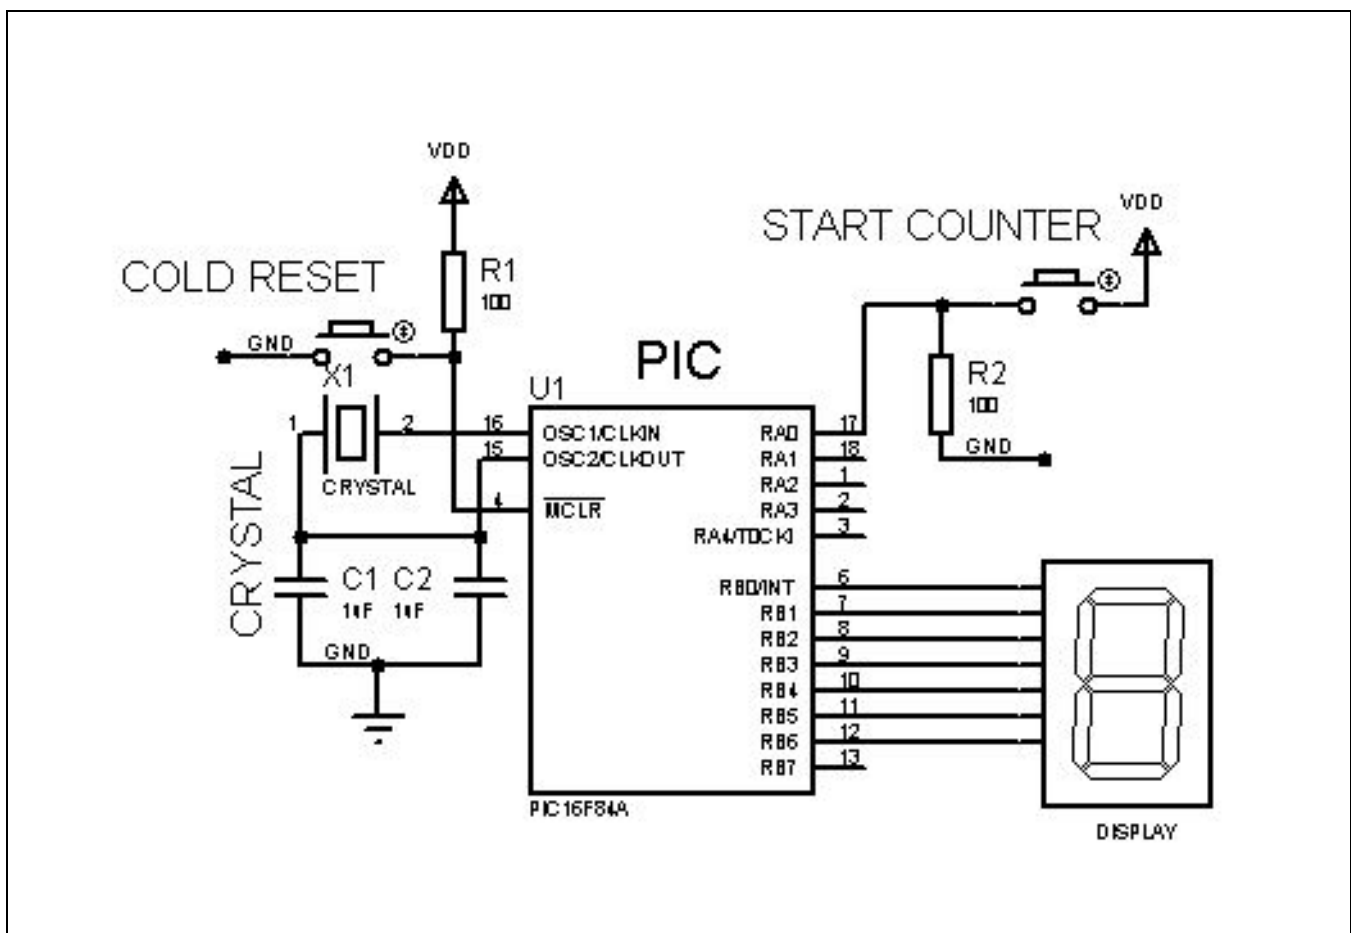 VDD
VDD
START COUNTER
COLD RESET
R1
100
GND
PIC
X1
R2
100
U1
GND
1
2
16
OSC1/CLKIN
RA0
17
15
OSC2/CLKOUT
RA1
18
CRYSTAL
RA2
1
4
MCLR
RA3
2
RA4/T0CKI
3
CRYSTAL
C1
C2
1nF
1nF
RB0/INT
6
RB1
7
RB2
8
GND
RB3
9
RB4
10
RB5
11
RB6
12
RB7
13
PIC16F84A
DISPLAY